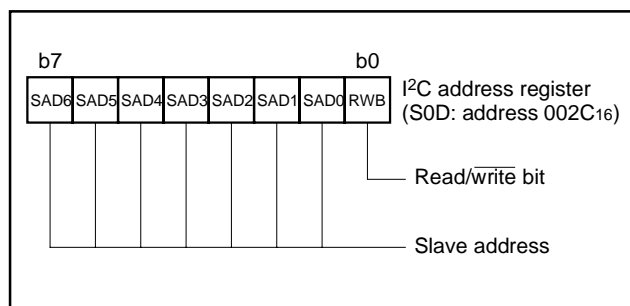 b7 b0
SAD6 SAD5 SAD4 SAD3 SAD2 SAD1 SAD0 RWB
I²C address register
(S0D: address 002C₁₆)
Read/w̅r̅i̅t̅e̅ bit
Slave address